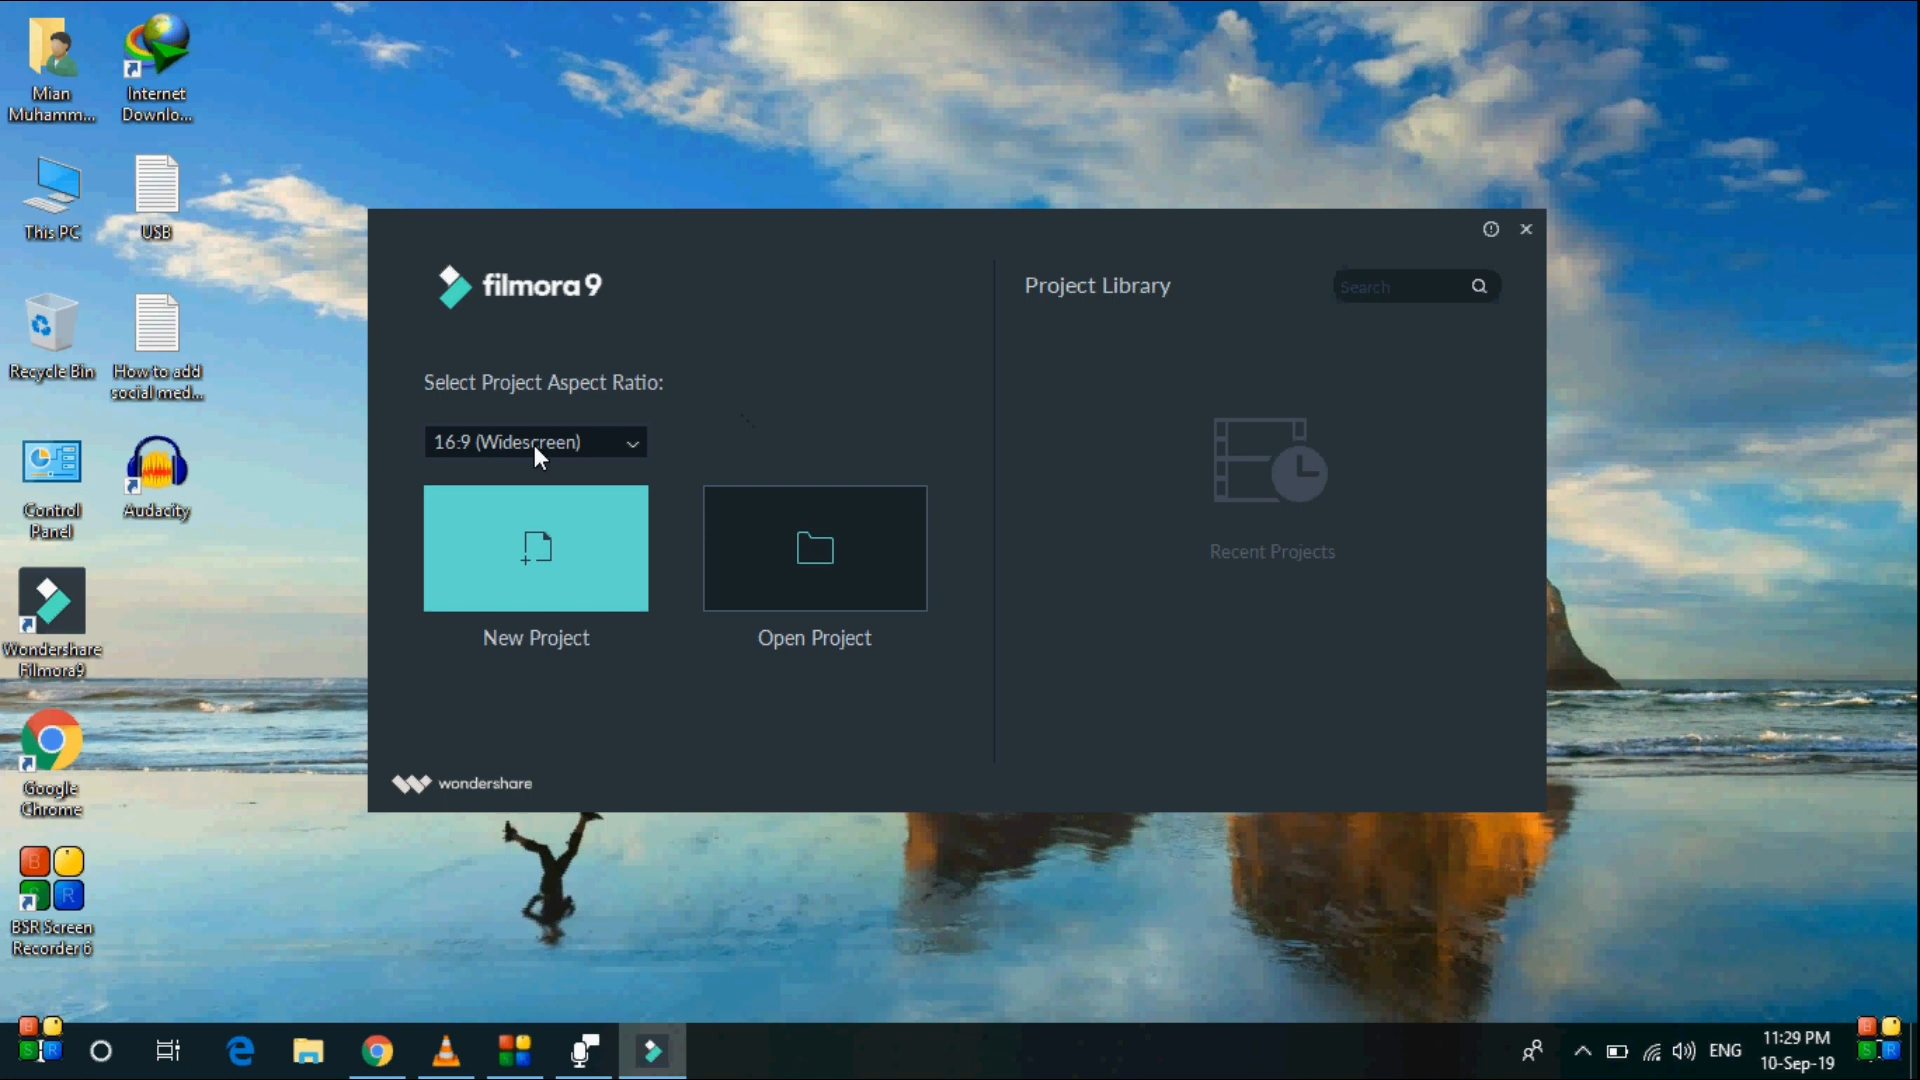 Mian
Muhamm...
Internet
Downlo...
This PC
USB
Recycle Bin
How to add
social med...
Control
Panel
Audacity
Wondershare
Filmora9
Google
Chrome
BSR Screen
Recorder 6
filmora 9
Select Project Aspect Ratio:
16:9 (Widescreen)
New Project
Open Project
wondershare
Project Library
Search
Recent Projects
B
S R
ENG
11:29 PM
10-Sep-19